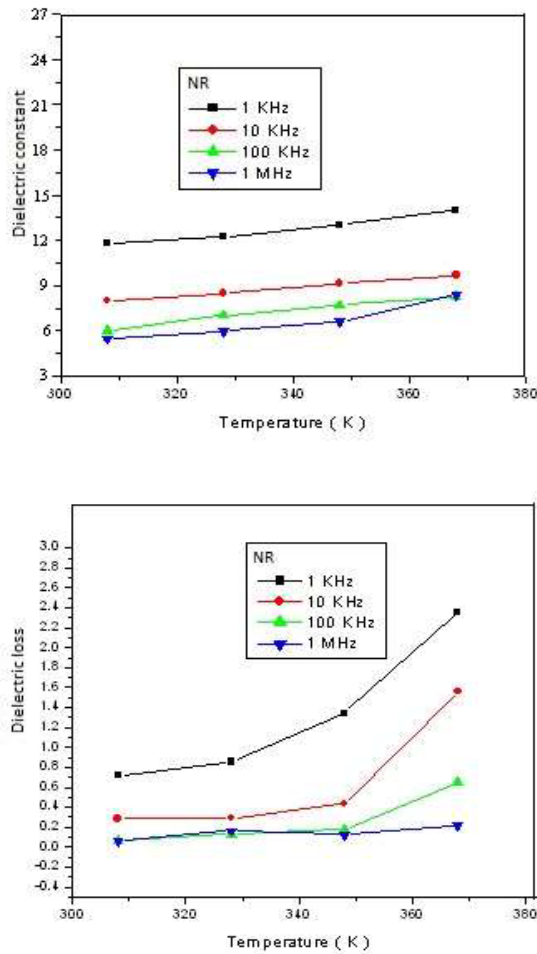 27
24
21
18
15
12
9
6
3
Dielectric constant
NR
1 KHz
10 KHz
100 KHz
1 MHz
300 320 340 360 380
Temperature ( K )
3.0
2.8
2.6
2.4
2.2
2.0
1.8
1.6
1.4
1.2
1.0
0.8
0.6
0.4
0.2
0.0
-0.2
-0.4
Dielectric loss
NR
1 KHz
10 KHz
100 KHz
1 MHz
300 320 340 360 380
Temperature ( K )